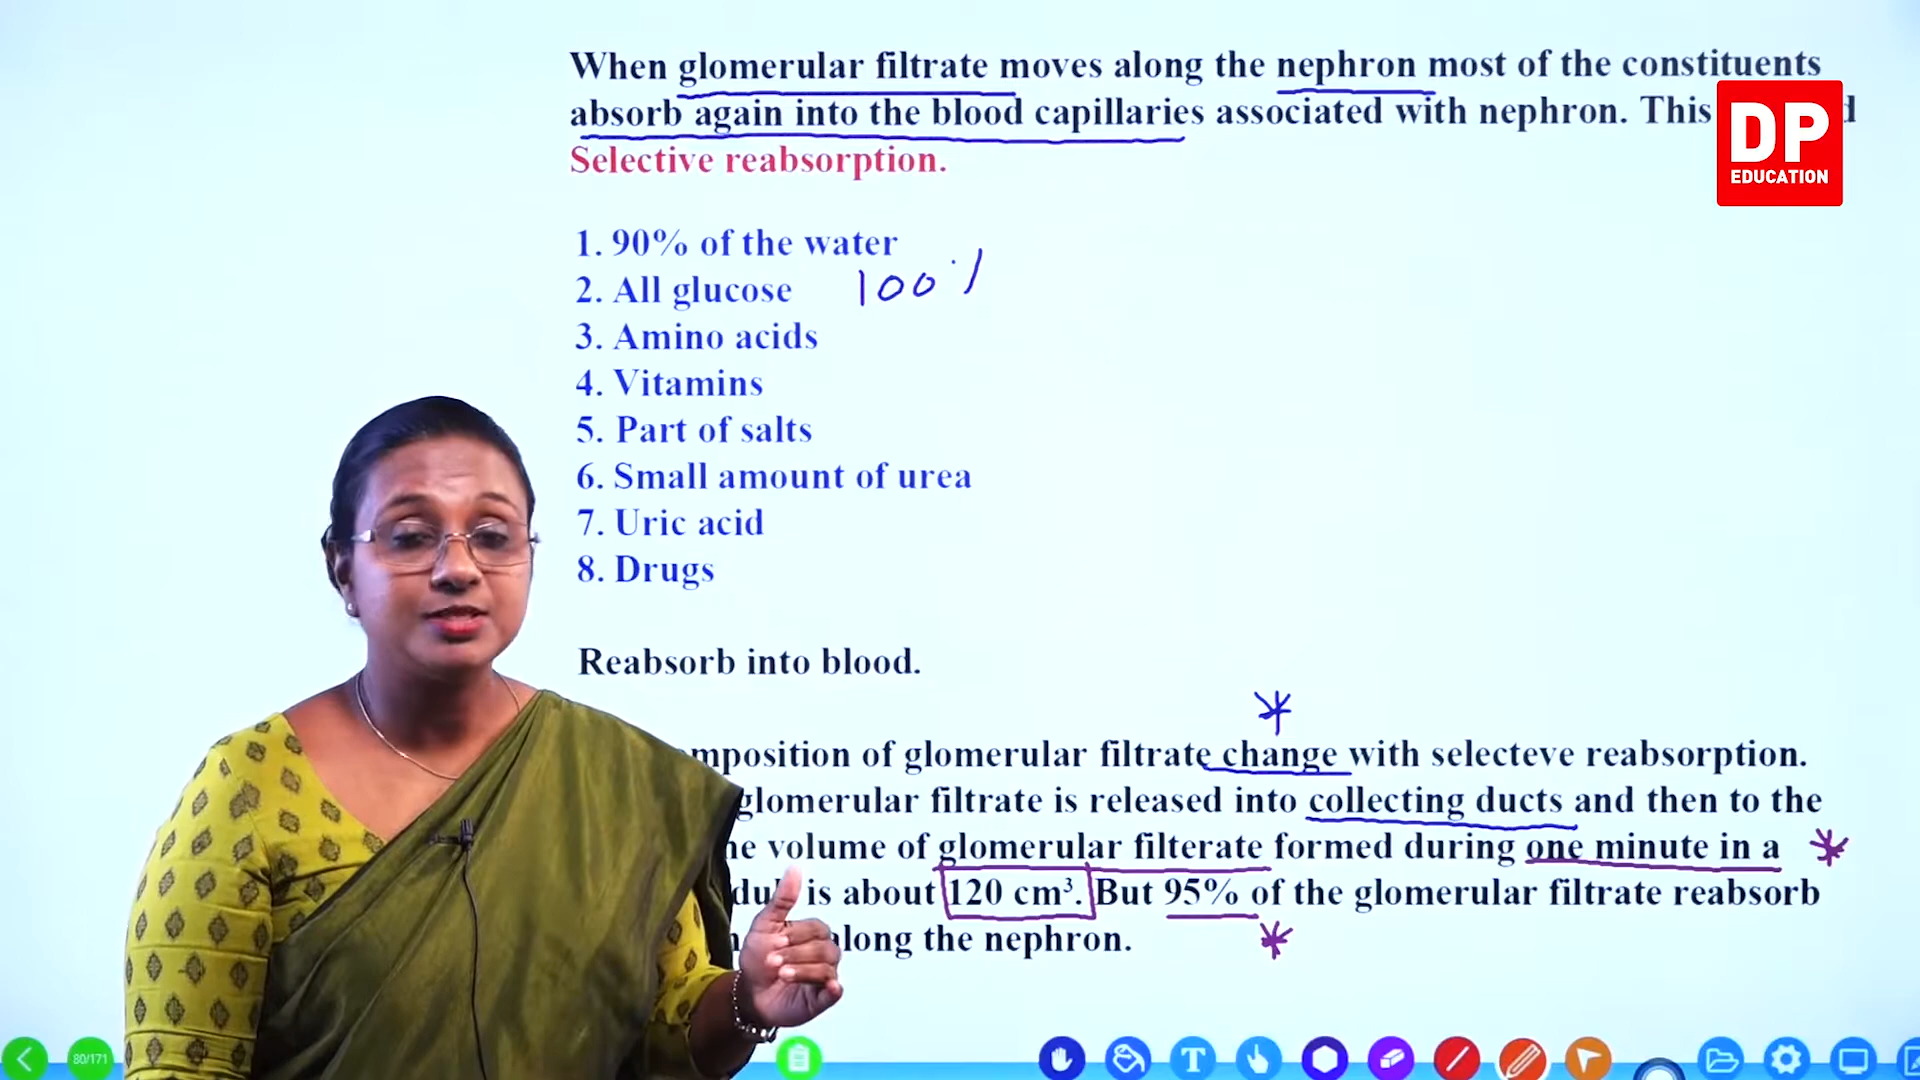 When glomerular filtrate moves along the nephron most of the constituents
absorb again into the blood capillaries associated with nephron. This
Selective reabsorption.
DP
EDUCATION
1. 90% of the water
2. All glucose 100%
3. Amino acids
4. Vitamins
5. Part of salts
6. Small amount of urea
7. Uric acid
8. Drugs
Reabsorb into blood.
of glomerular filtrate change with selecteve reabsorption.
glomerular filtrate is released into collecting ducts and then to the
volume of glomerular filterate formed during one minute in a
is about 120 cm³. But 95% of the glomerular filtrate reabsorb
along the nephron.
80/171
T